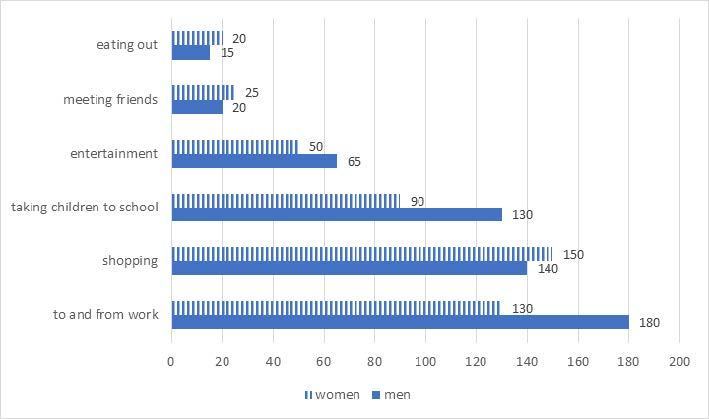 eating out
20
15
meeting friends
25
20
entertainment
50
65
taking children to school
90
130
shopping
150
140
to and from work
130
180
0 20 40 60 80 100 120 140 160 180 200
women men